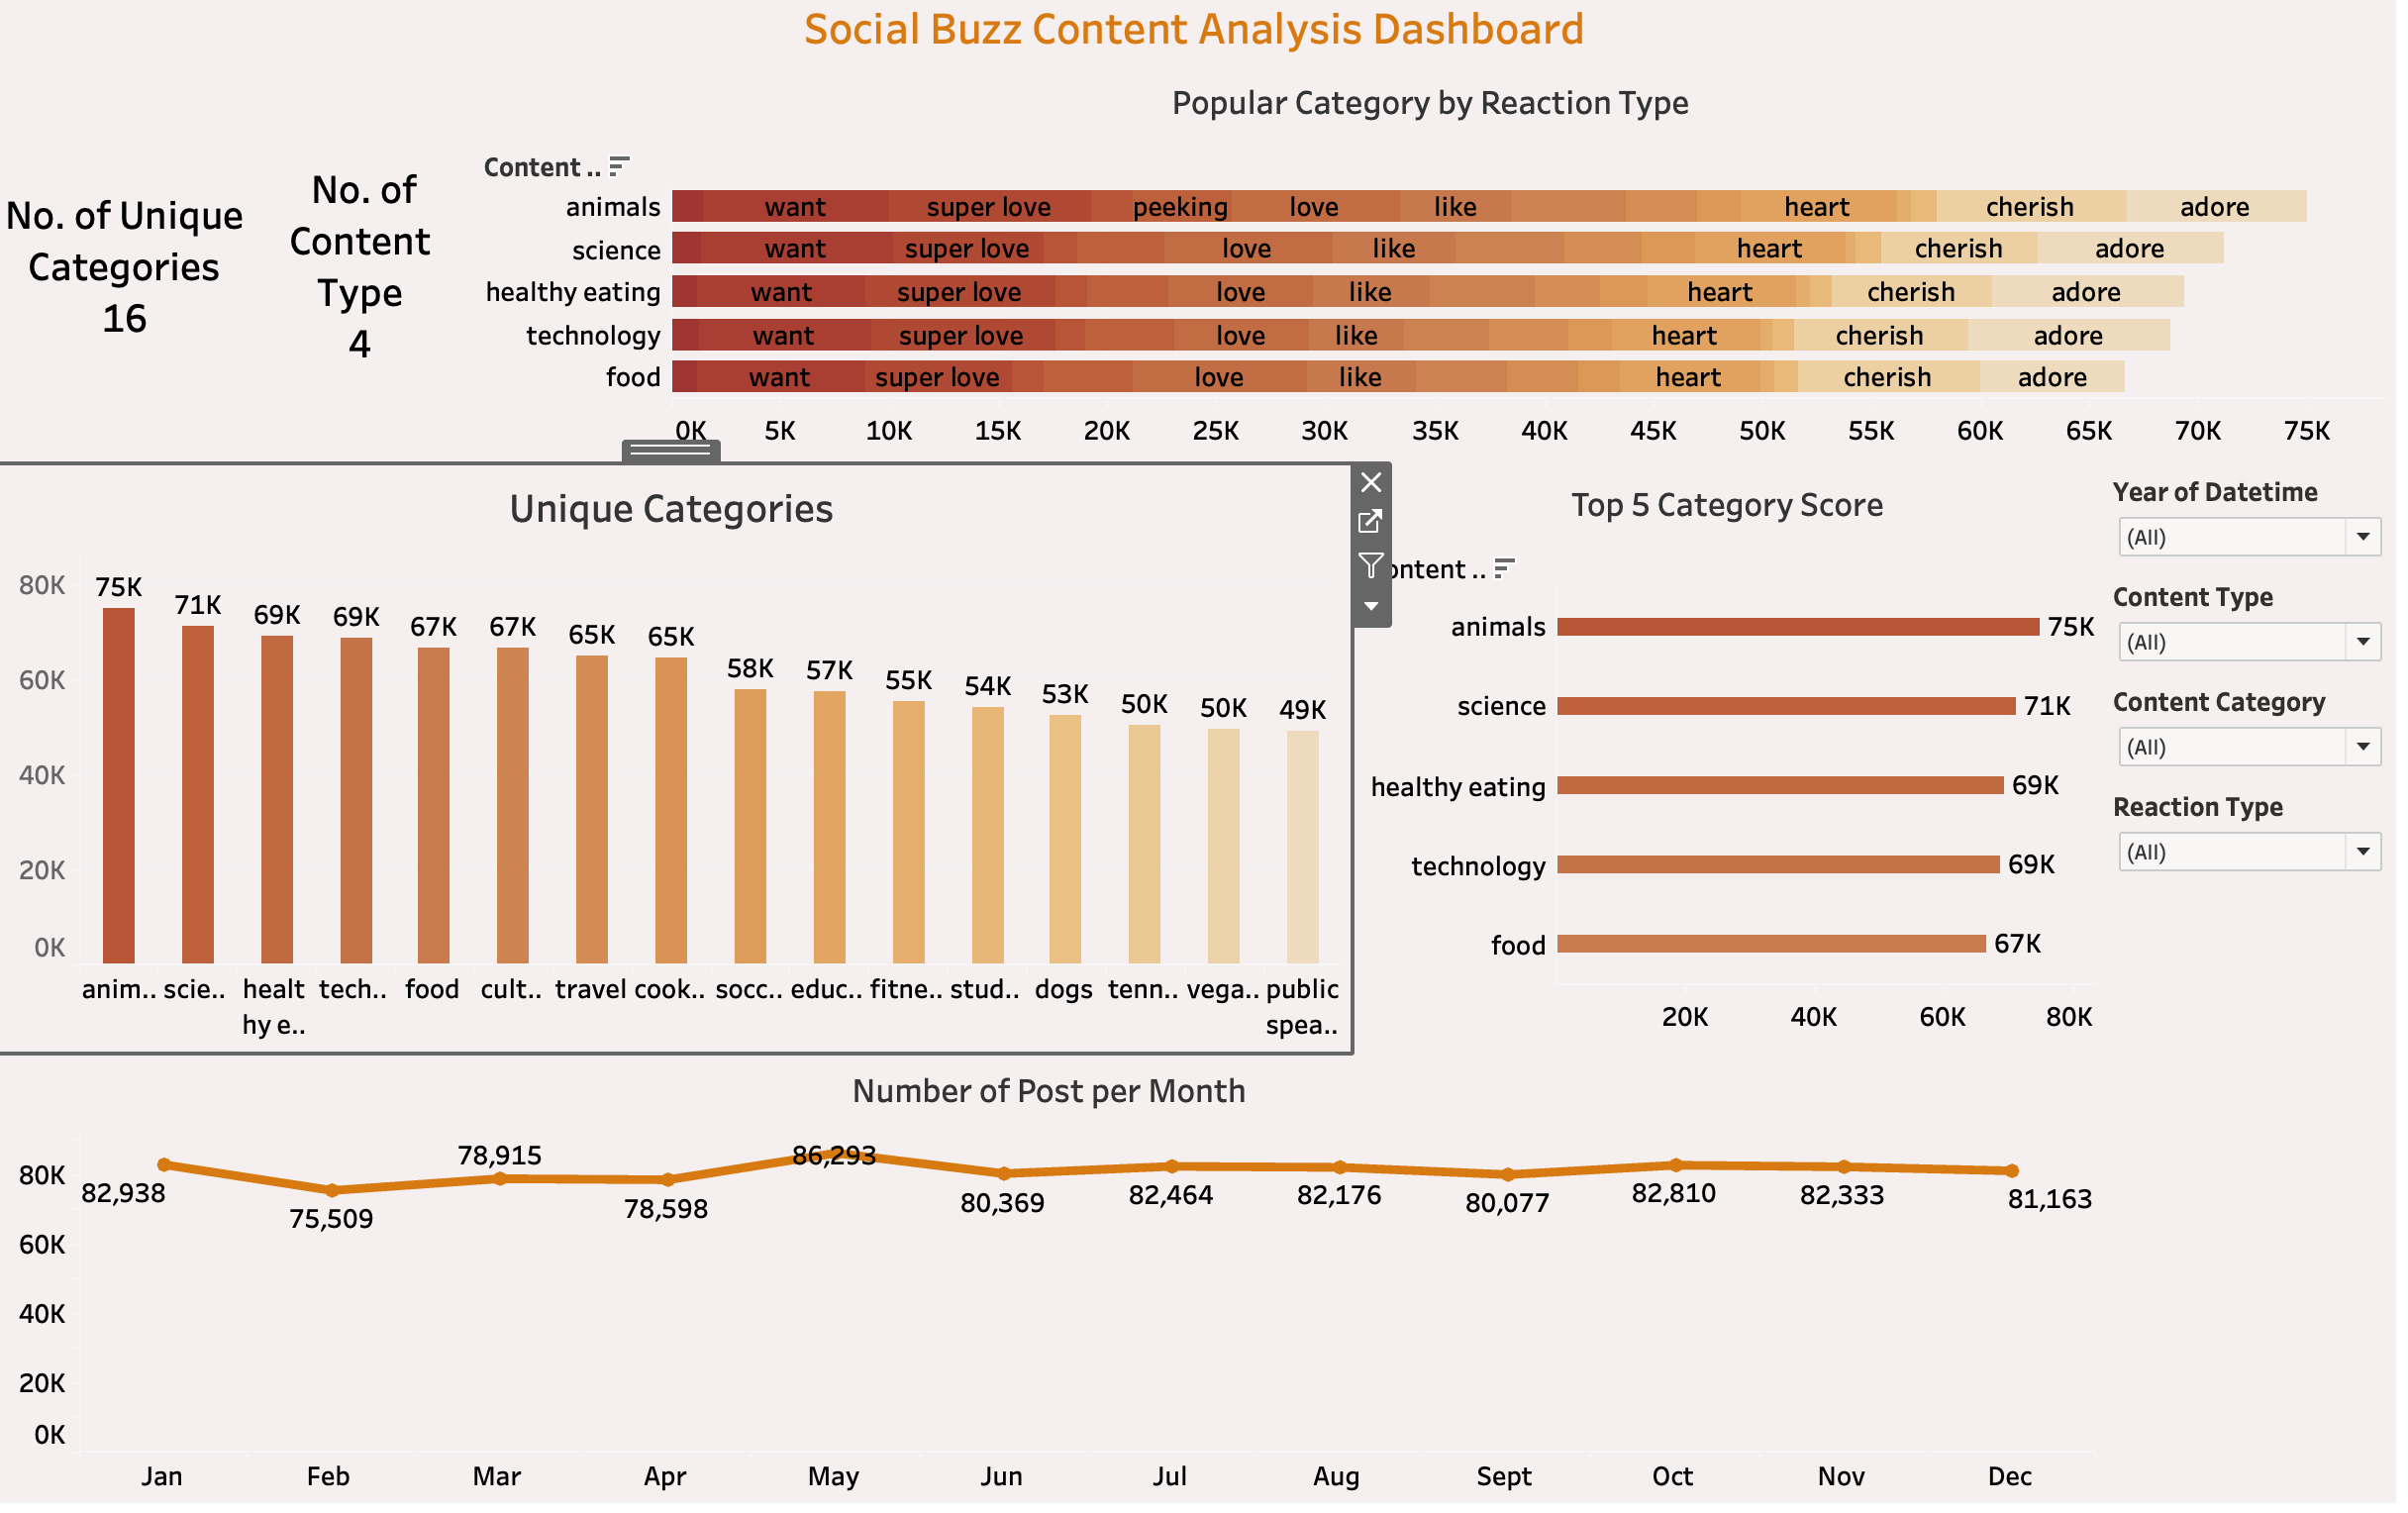 Social Buzz Content Analysis Dashboard
No. of Unique
Categories
16
No. of
Content
Type
4
Popular Category by Reaction Type
Content ..
animals want super love peeking love like heart cherish adore
science want super love love like heart cherish adore
healthy eating want super love love like heart cherish adore
technology want super love love like heart cherish adore
food want super love love like heart cherish adore
0K 5K 10K 15K 20K 25K 30K 35K 40K 45K 50K 55K 60K 65K 70K 75K
Unique Categories
80K
60K
40K
20K
0K
75K 71K 69K 69K 67K 67K 65K 65K 58K 57K 55K 54K 53K 50K 50K 49K
anim.. scie.. healt tech.. food cult.. travel cook.. socc.. educ.. fitne.. stud.. dogs tenn.. vega.. public
hy e.. spea..
Top 5 Category Score
ontent ..
animals 75K
science 71K
healthy eating 69K
technology 69K
food 67K
20K 40K 60K 80K
Year of Datetime
(All)
Content Type
(All)
Content Category
(All)
Reaction Type
(All)
Number of Post per Month
80K
60K
40K
20K
0K
82,938 75,509 78,915 78,598 86,293 80,369 82,464 82,176 80,077 82,810 82,333 81,163
Jan Feb Mar Apr May Jun Jul Aug Sept Oct Nov Dec